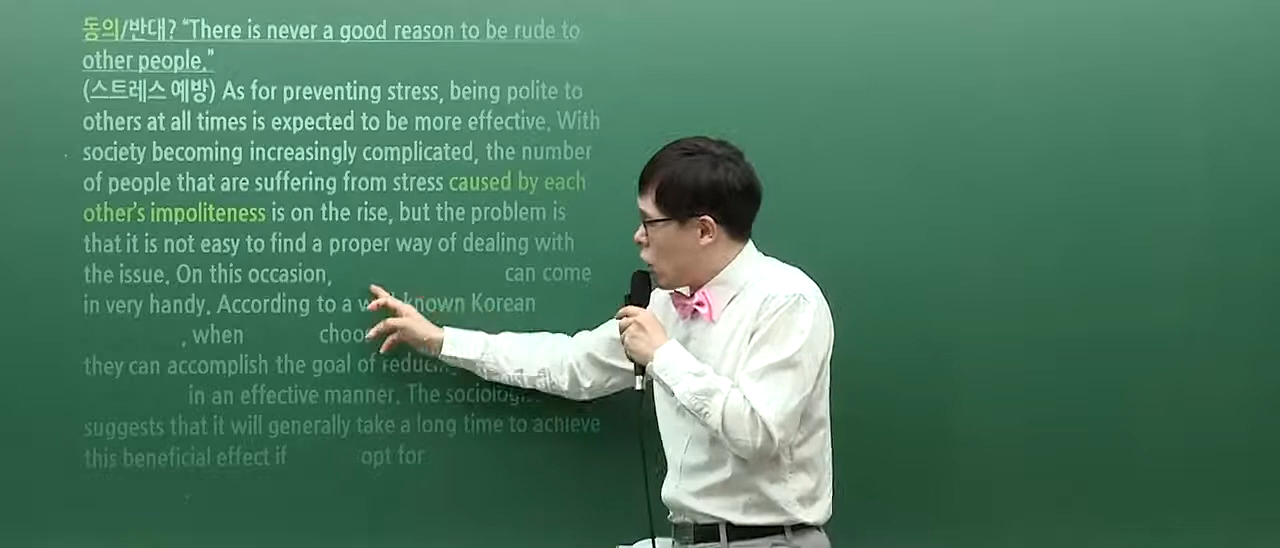 동의/반대? “There is never a good reason to be rude to
other people.”
(스트레스 예방) As for preventing stress, being polite to
others at all times is expected to be more effective. With
society becoming increasingly complicated, the number
of people that are suffering from stress caused by each
other’s impoliteness is on the rise, but the problem is
that it is not easy to find a proper way of dealing with
the issue. On this occasion, can come
in very handy. According to a Korean
, when
they can accomplish the goal of
in an effective manner. The
suggests that it will generally take a long time to achieve
this beneficial effect if opt for